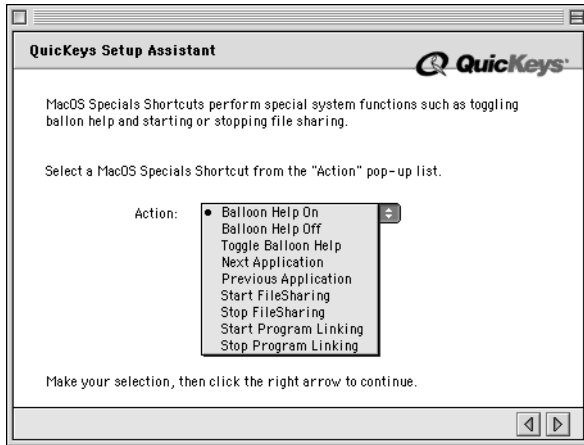 QuicKeys Setup Assistant
QuicKeys
MacOS Specials Shortcuts perform special system functions such as toggling
ballon help and starting or stopping file sharing.
Select a MacOS Specials Shortcut from the "Action" pop-up list.
Action: • Balloon Help On
Balloon Help Off
Toggle Balloon Help
Next Application
Previous Application
Start FileSharing
Stop FileSharing
Start Program Linking
Stop Program Linking
Make your selection, then click the right arrow to continue.